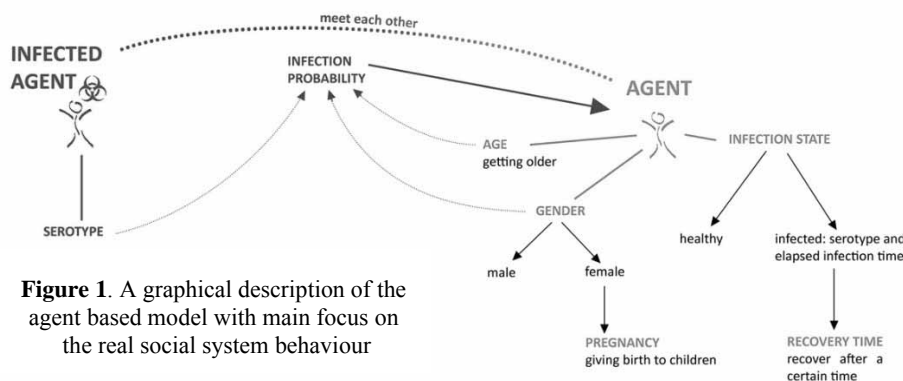 meet each other
INFECTED
AGENT
INFECTION
PROBABILITY
AGENT
AGE
getting older
INFECTION STATE
SEROTYPE
GENDER
healthy
infected: serotype and
elapsed infection time
male
female
PREGNANCY
giving birth to children
RECOVERY TIME
recover after a
certain time
Figure 1. A graphical description of the
agent based model with main focus on
the real social system behaviour